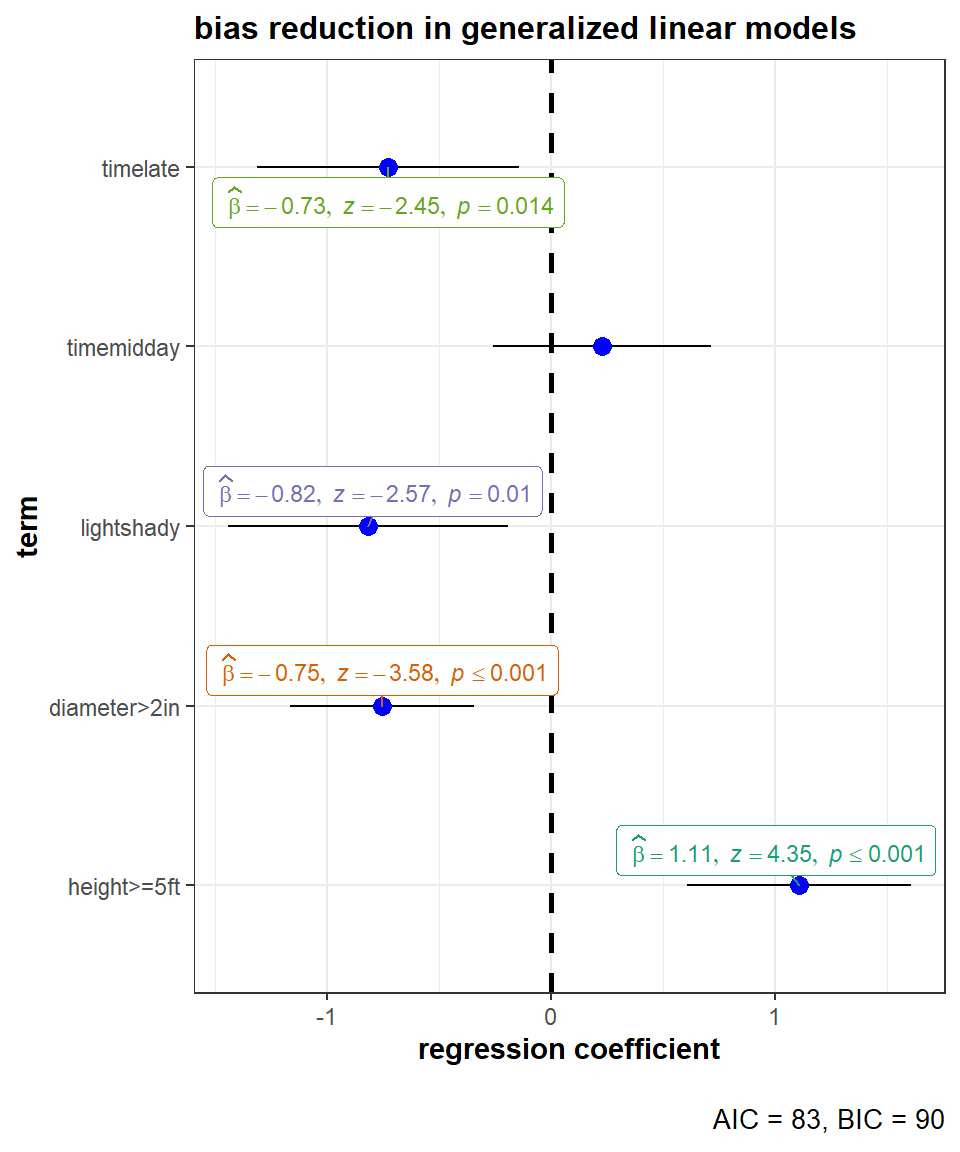 bias reduction in generalized linear models
term
timelate
β̂ = −0.73, z = −2.45, p = 0.014
timemidday
β̂ = −0.82, z = −2.57, p = 0.01
lightshady
β̂ = −0.75, z = −3.58, p ≤ 0.001
diameter>2in
β̂ = 1.11, z = 4.35, p ≤ 0.001
height>=5ft
-1 0 1
regression coefficient
AIC = 83, BIC = 90